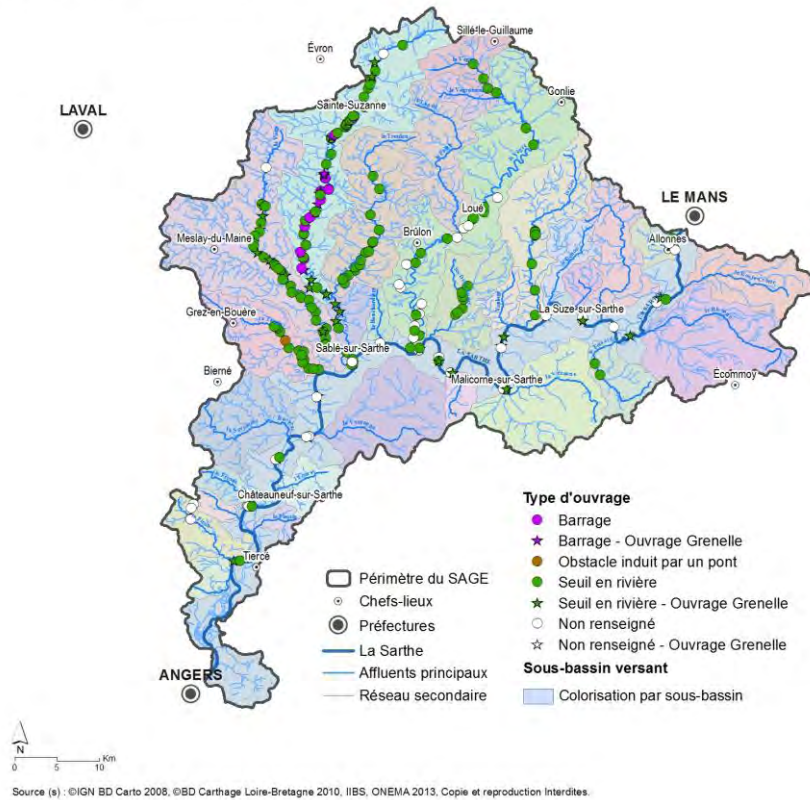 Sillé-le-Guillaume
Évron
Conlie
Sainte-Suzanne
LAVAL
LE MANS
Loué
Meslay-du-Maine
Brûlon
Allonnes
La Suze-sur-Sarthe
Grez-en-Bouère
Sablé-sur-Sarthe
Bierné
Malicorne-sur-Sarthe
Écommoy
Châteauneuf-sur-Sarthe
Tiercé
ANGERS
Périmètre du SAGE
Chefs-lieux
Préfectures
La Sarthe
Affluents principaux
Réseau secondaire
Type d'ouvrage
Barrage
Barrage - Ouvrage Grenelle
Obstacle induit par un pont
Seuil en rivière
Seuil en rivière - Ouvrage Grenelle
Non renseigné
Non renseigné - Ouvrage Grenelle
Sous-bassin versant
Colorisation par sous-bassin
N
0 5 10 Km
Source (s) : ©IGN BD Carto 2008, ©BD Carthage Loire-Bretagne 2010, IIBS, ONEMA 2013, Copie et reproduction Interdites.